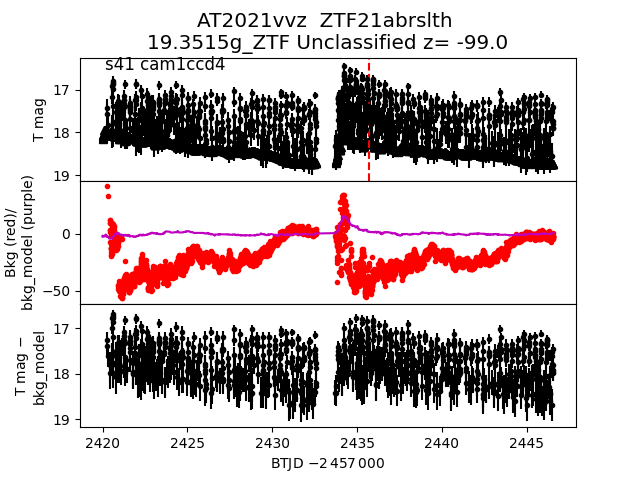 AT2021vvz  ZTF21abrslth
19.3515g_ZTF Unclassified z= -99.0
s41 cam1ccd4
T mag
17
18
19
Bkg (red)/
bkg_model (purple)
0
−50
T mag −
bkg_model
17
18
19
2420
2425
2430
2435
2440
2445
BTJD −2 457 000